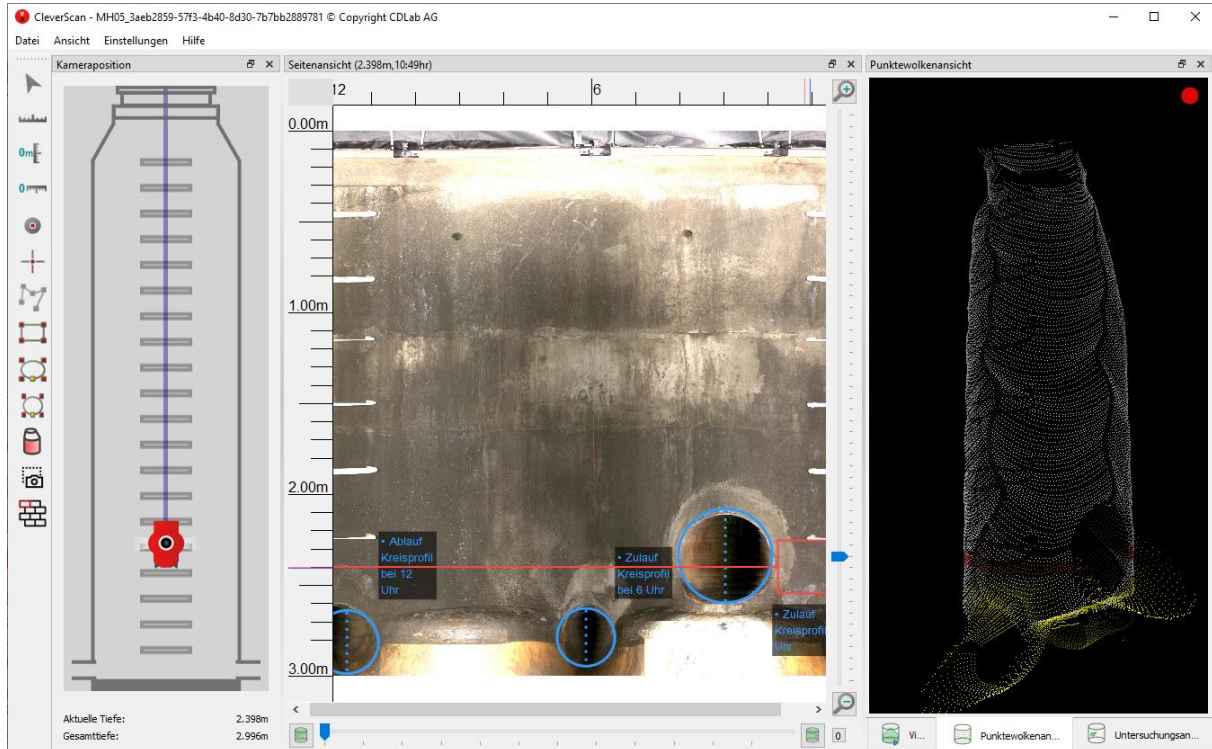 CleverScan - MH05_3aeb2859-57f3-4b40-8d30-7b7bb2889781 © Copyright CDLab AG
Datei Ansicht Einstellungen Hilfe
Kameraposition
Seitenansicht (2.398m,10:49hr)
Punktewolkenansicht
12
6
0m
0
0.00m
1.00m
2.00m
3.00m
• Ablauf
Kreisprofil
bei 12
Uhr
• Zulauf
Kreisprofil
bei 6 Uhr
• Zulauf
Kreisprofil
Uhr
Aktuelle Tiefe: 2.398m
Gesamttiefe: 2.996m
0
Vi...
Punktewolkenan...
Untersuchungsan...